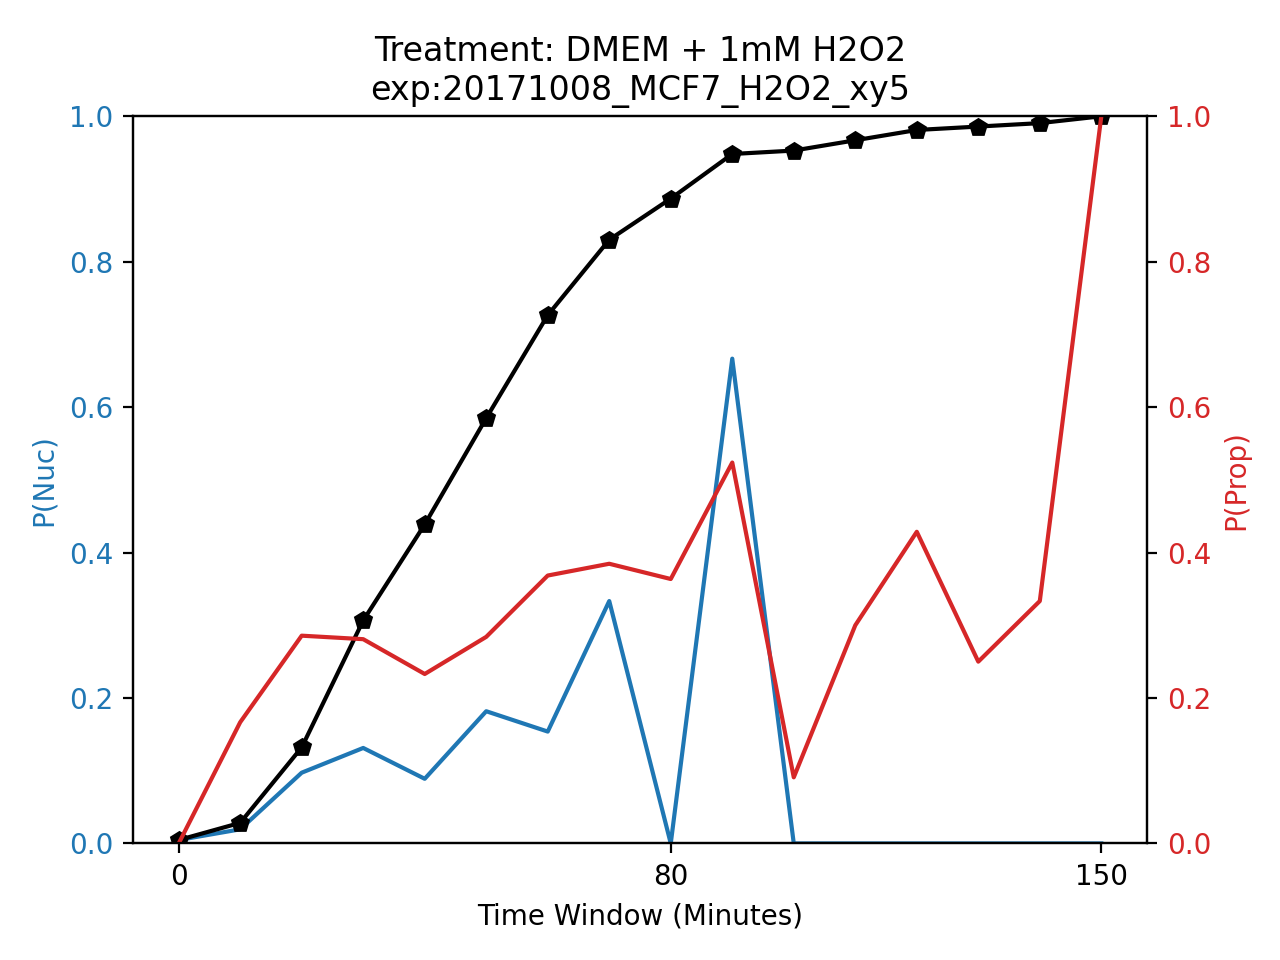 Treatment: DMEM + 1mM H2O2
exp:20171008_MCF7_H2O2_xy5
1.0
0.8
0.6
0.4
0.2
0.0
P(Nuc)
1.0
0.8
0.6
0.4
0.2
0.0
P(Prop)
0 80 150
Time Window (Minutes)